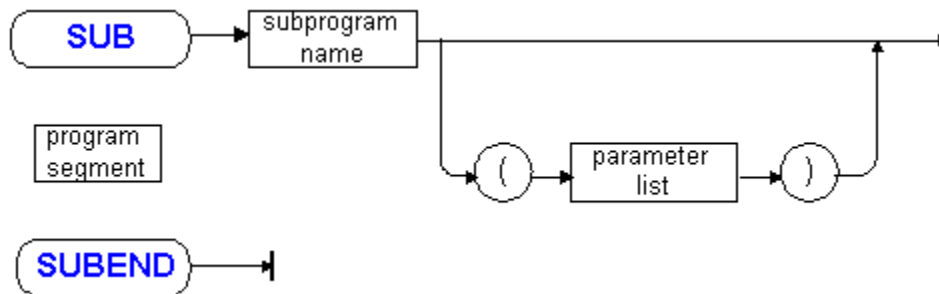 SUB
subprogram
name
program
segment
(
parameter
list
)
SUBEND